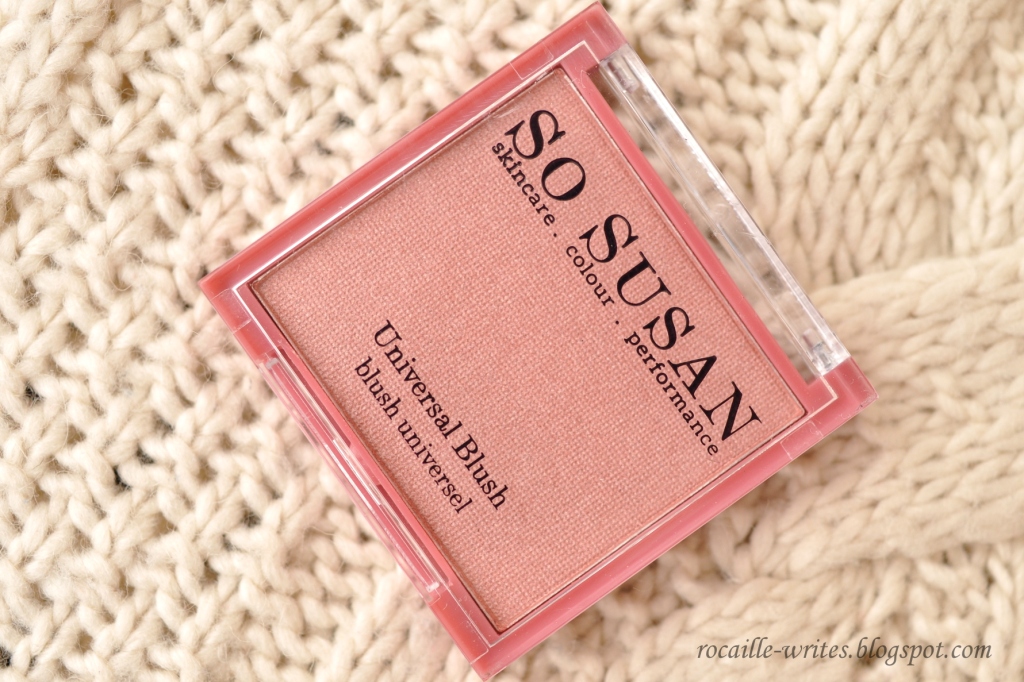 SO SUSAN
skincare . colour . performance
Universal Blush
blush universel
rocaille-writes.blogspot.com